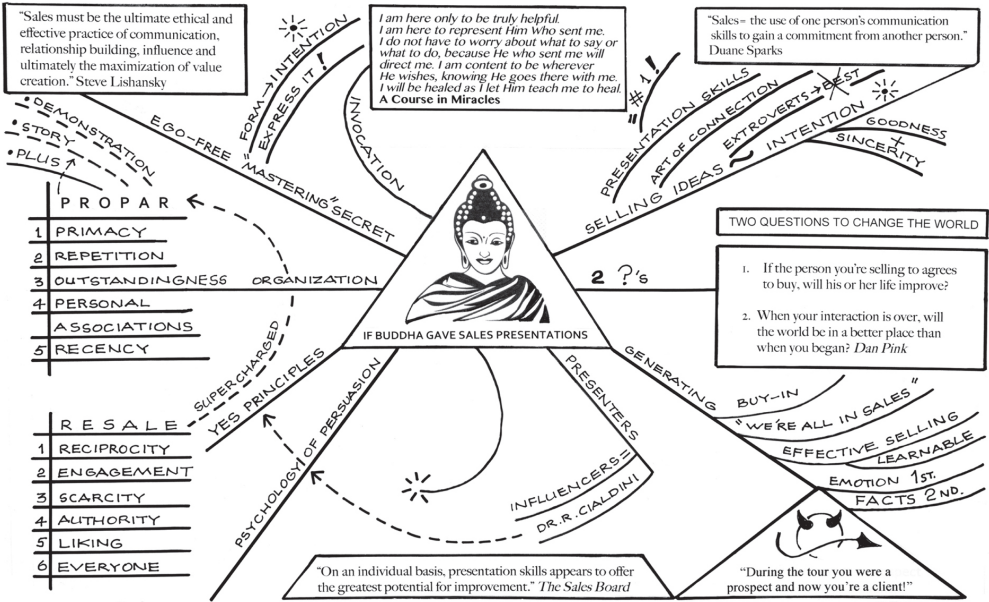 "Sales must be the ultimate ethical and
effective practice of communication,
relationship building, influence and
ultimately the maximization of value
creation." Steve Lishansky
I am here only to be truly helpful.
I am here to represent Him Who sent me.
I do not have to worry about what to say or
what to do, because He who sent me will
direct me. I am content to be wherever
He wishes, knowing He goes there with me.
I will be healed as I let Him teach me to heal.
A Course in Miracles
"Sales= the use of one person's communication
skills to gain a commitment from another person."
Duane Sparks
• DEMONSTRATION
• STORY
• PLUS
EGO-FREE
FORM → INTENTION
EXPRESS IT!
"MASTERING" SECRET
INVOCATION
= #1!
PRESENTATION SKILLS
ART OF CONNECTION
EXTROVERTS → BEST
SELLING IDEAS ~ INTENTION
GOODNESS
+
SINCERITY
PROPAR
1 PRIMACY
2 REPETITION
3 OUTSTANDINGNESS
4 PERSONAL
ASSOCIATIONS
5 RECENCY
ORGANIZATION
IF BUDDHA GAVE SALES PRESENTATIONS
2 ?'s
TWO QUESTIONS TO CHANGE THE WORLD
1. If the person you're selling to agrees
to buy, will his or her life improve?
2. When your interaction is over, will
the world be in a better place than
when you began? Dan Pink
SUPERCHARGED
YES PRINCIPLES
PSYCHOLOGY OF PERSUASION
PRESENTERS
INFLUENCERS =
DR. R. CIALDINI
GENERATING
BUY-IN
"WE'RE ALL IN SALES"
EFFECTIVE SELLING
LEARNABLE
EMOTION 1ST.
FACTS 2ND.
RESALE
1 RECIPROCITY
2 ENGAGEMENT
3 SCARCITY
4 AUTHORITY
5 LIKING
6 EVERYONE
"On an individual basis, presentation skills appears to offer
the greatest potential for improvement." The Sales Board
"During the tour you were a
prospect and now you're a client!"